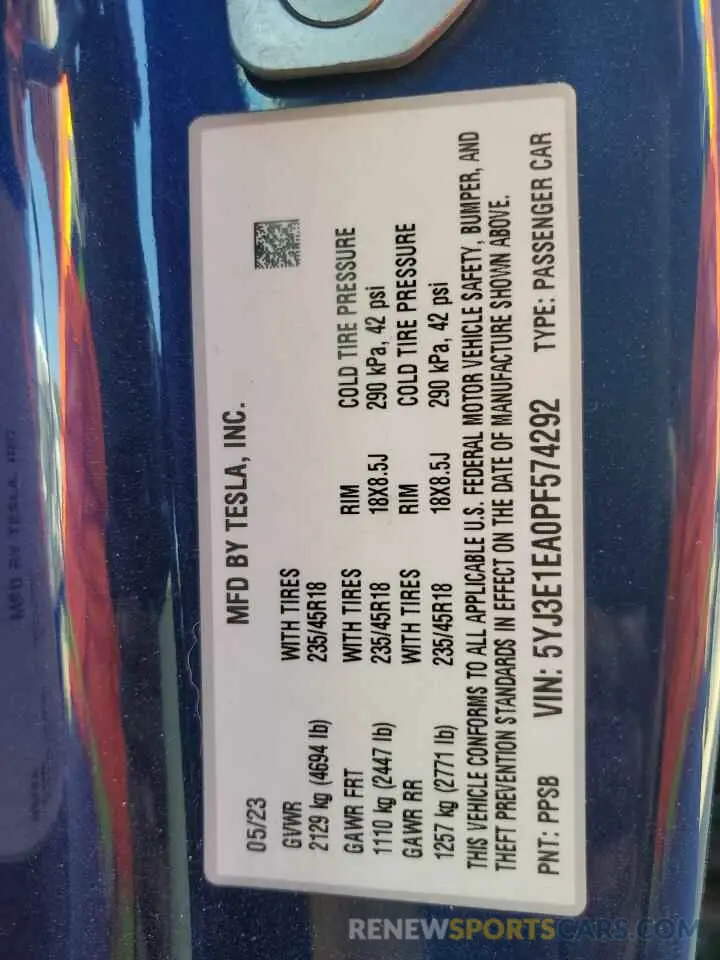 05/23 MFD BY TESLA, INC.
GVWR WITH TIRES RIM COLD TIRE PRESSURE
2129 kg (4694 lb) 235/45R18 18X8.5J 290 kPa, 42 psi
GAWR FRT WITH TIRES RIM COLD TIRE PRESSURE
1110 kg (2447 lb) 235/45R18 18X8.5J 290 kPa, 42 psi
GAWR RR WITH TIRES
1257 kg (2771 lb) 235/45R18
THIS VEHICLE CONFORMS TO ALL APPLICABLE U.S. FEDERAL MOTOR VEHICLE SAFETY, BUMPER, AND
THEFT PREVENTION STANDARDS IN EFFECT ON THE DATE OF MANUFACTURE SHOWN ABOVE.
PNT: PPSB VIN: 5YJ3E1EA0PF574292 TYPE: PASSENGER CAR
RENEWSPORTSCARS.COM